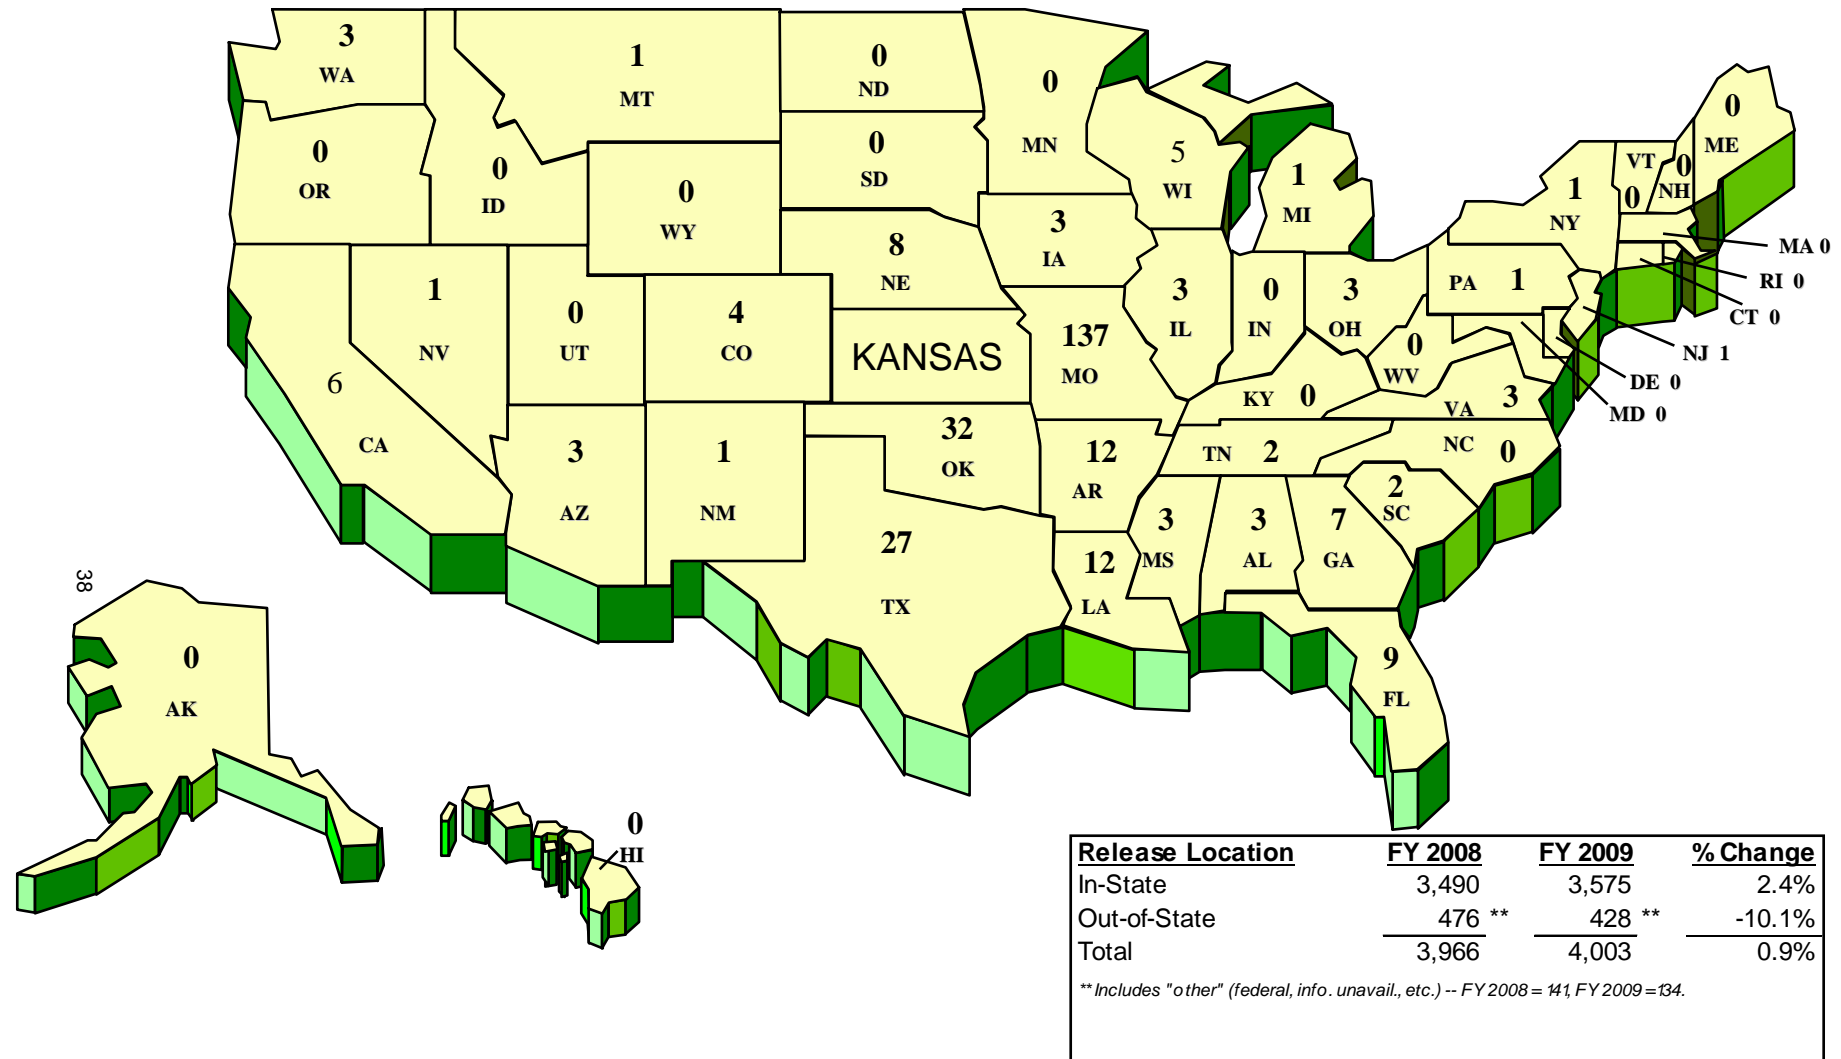 3
WA
1
MT
0
ND
0
MN
0
ME
0
OR
0
ID
0
WY
0
SD
5
WI
1
MI
VT
0
0
NH
1
NY
MA 0
RI 0
CT 0
NJ 1
DE 0
MD 0
8
NE
3
IA
PA 1
1
NV
0
UT
4
CO
KANSAS
137
MO
3
IL
0
IN
3
OH
0
WV
KY 0
VA 3
6
CA
3
AZ
1
NM
32
OK
12
AR
TN 2
NC 0
2
SC
27
TX
12
LA
3
MS
3
AL
7
GA
9
FL
38
0
AK
0
HI
Release Location FY 2008 FY 2009 % Change
In-State 3,490 3,575 2.4%
Out-of-State 476 ** 428 ** -10.1%
Total 3,966 4,003 0.9%
** Includes "other" (federal, info. unavail., etc.) -- FY 2008 = 141, FY 2009 =134.